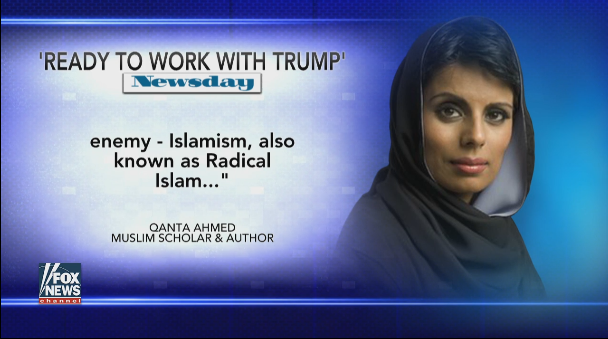 'READY TO WORK WITH TRUMP'
Newsday
enemy - Islamism, also
known as Radical
Islam..."
QANTA AHMED
MUSLIM SCHOLAR & AUTHOR
FOX
NEWS
channel